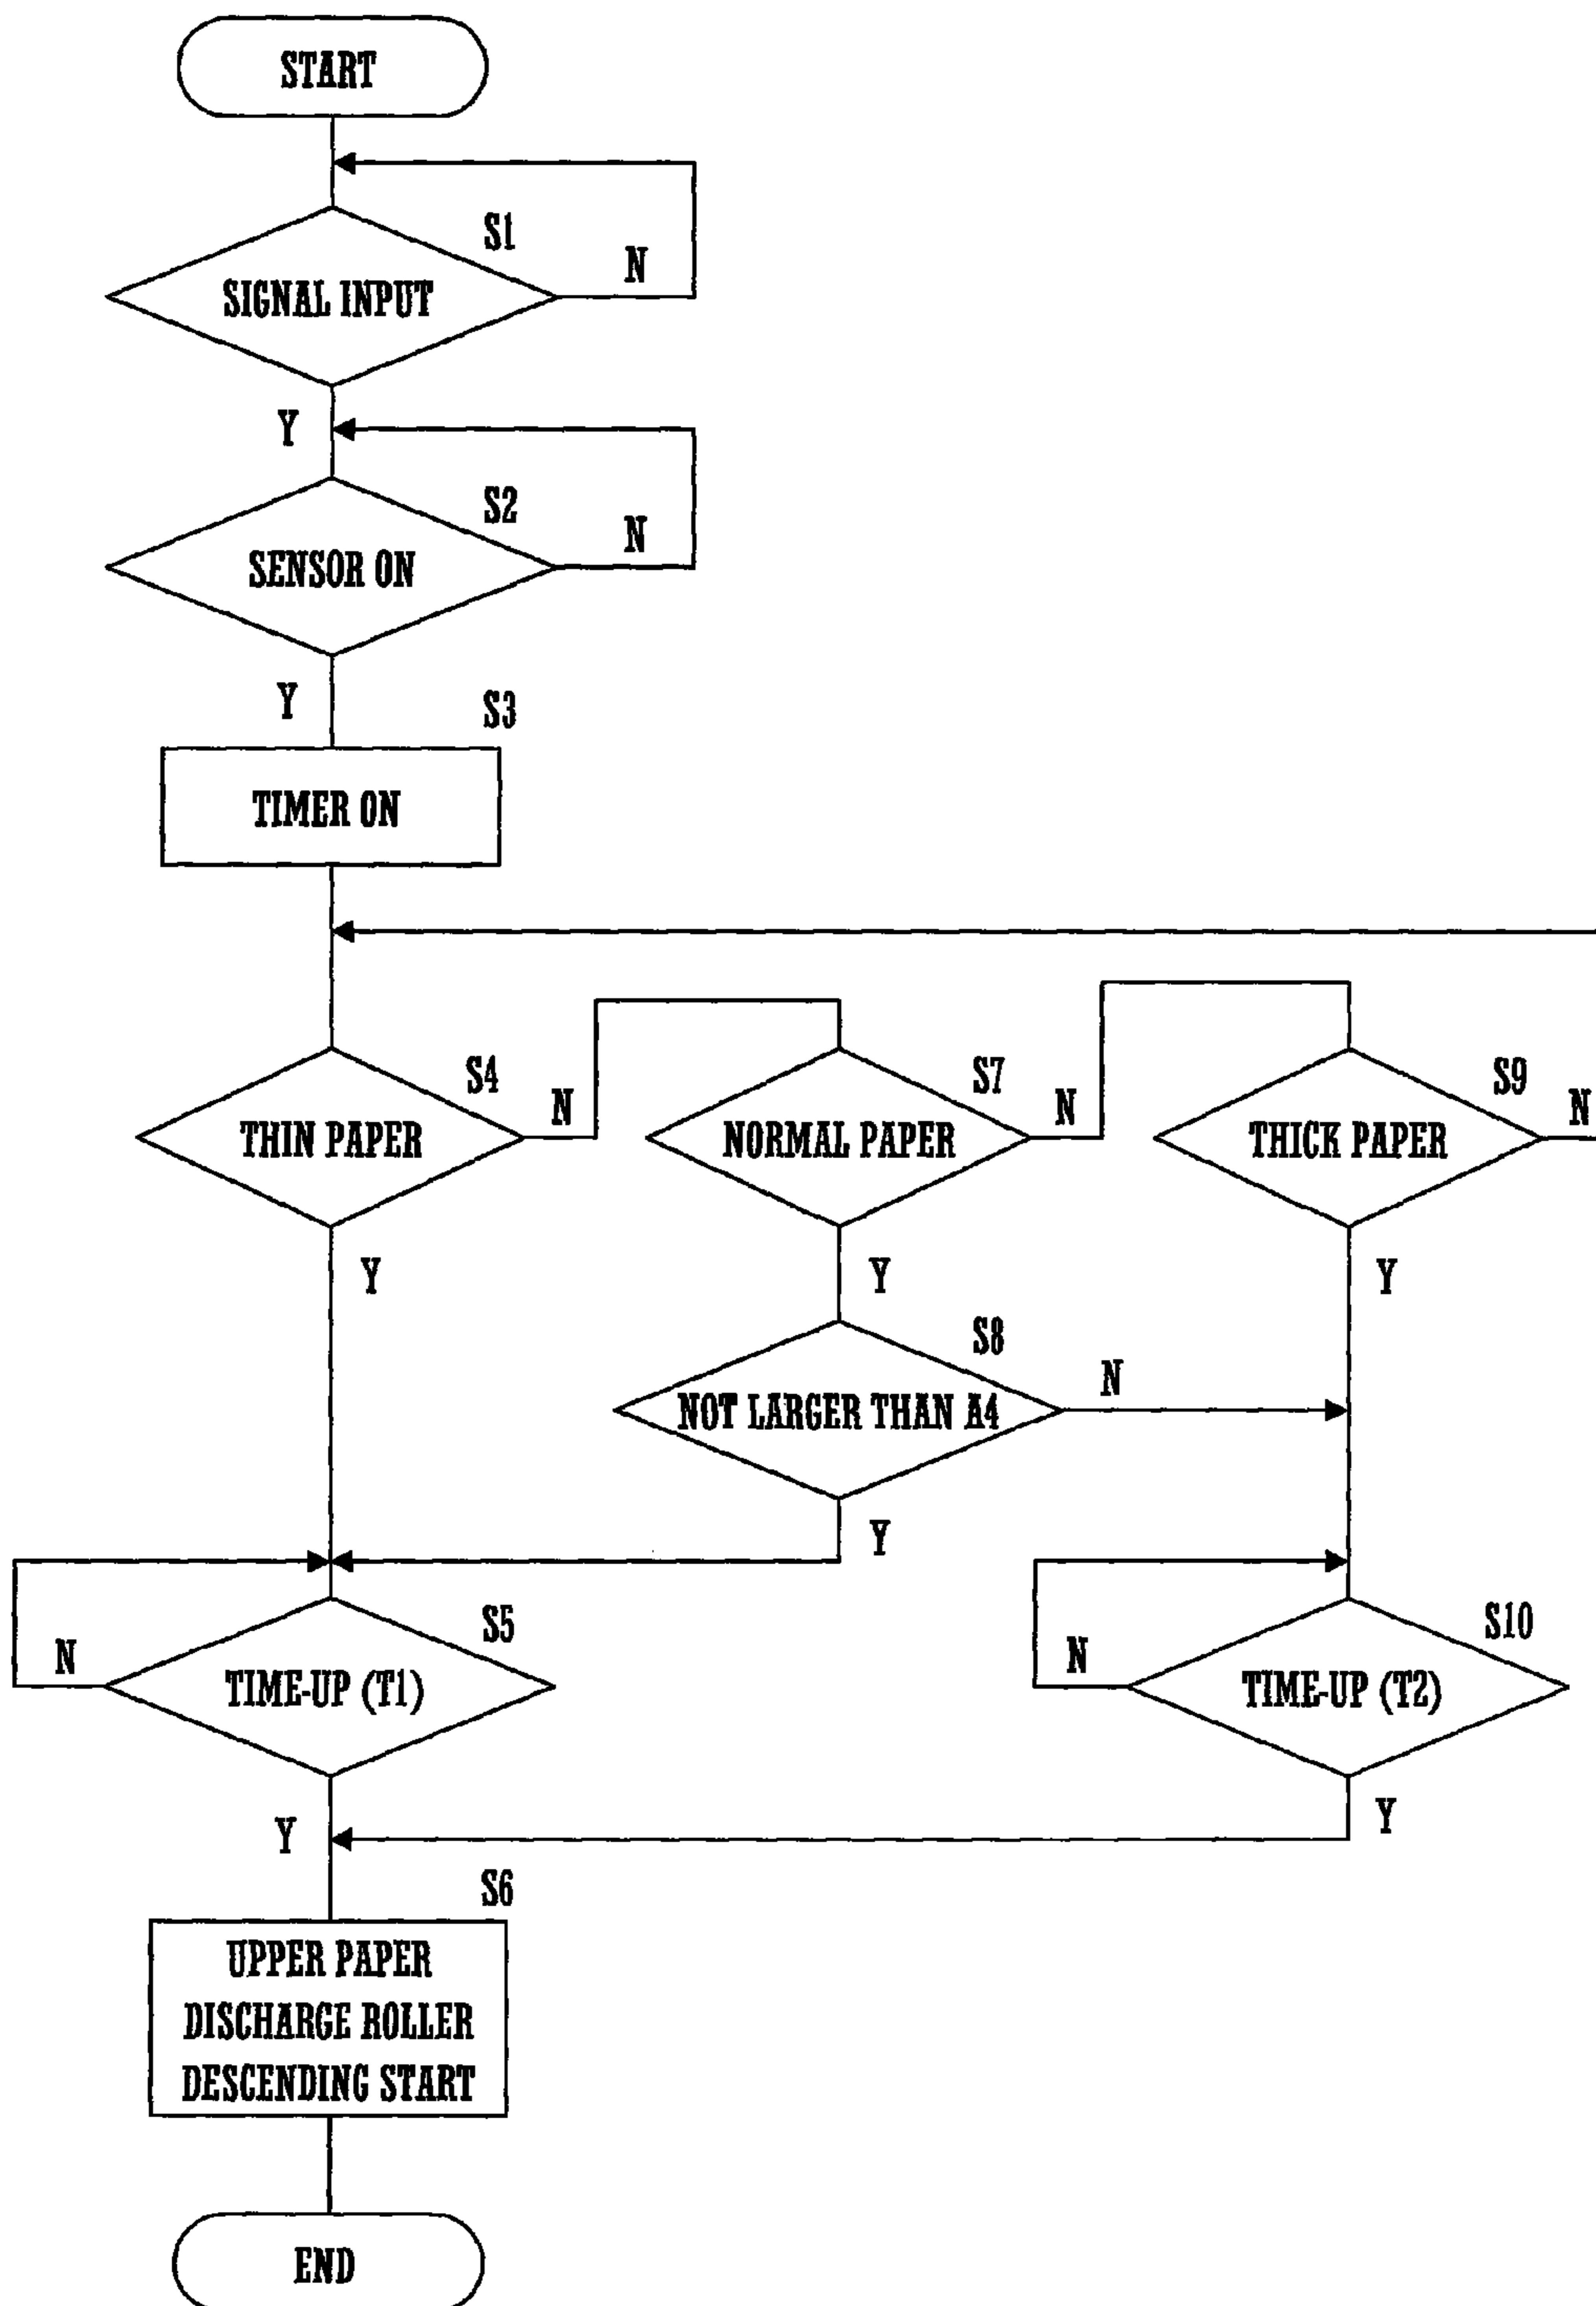 START
S1
SIGNAL INPUT
N
Y
S2
SENSOR ON
N
Y
S3
TIMER ON
S4
THIN PAPER
N
Y
S7
NORMAL PAPER
N
Y
S9
THICK PAPER
N
Y
S8
NOT LARGER THAN A4
N
Y
S5
TIME-UP (T1)
N
Y
S10
TIME-UP (T2)
N
Y
S6
UPPER PAPER
DISCHARGE ROLLER
DESCENDING START
END